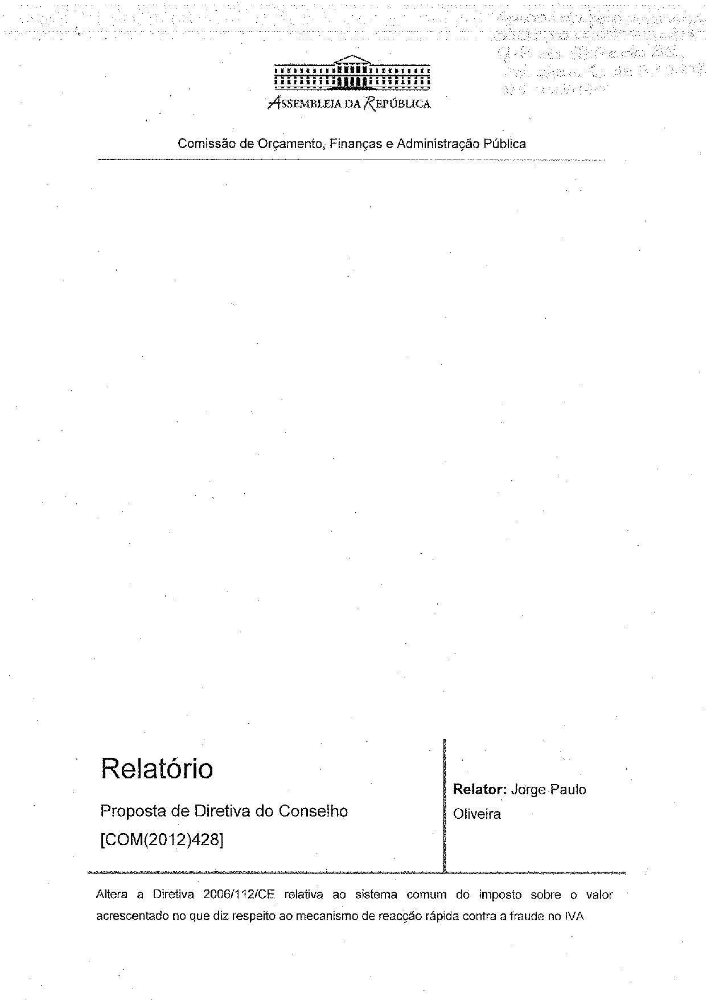 ASSEMBLEIA DA REPÚBLICA
Comissão de Orçamento, Finanças e Administração Pública
Relatório
Proposta de Diretiva do Conselho
[COM(2012)428]
Relator: Jorge Paulo
Oliveira
Altera a Diretiva 2006/112/CE relativa ao sistema comum do imposto sobre o valor
acrescentado no que diz respeito ao mecanismo de reacção rápida contra a fraude no IVA